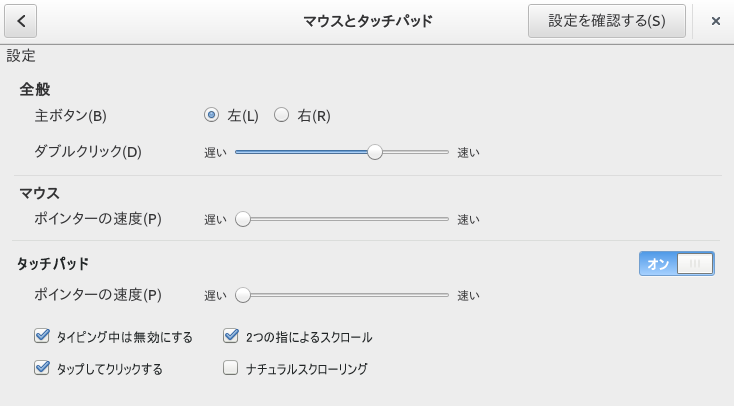 マウスとタッチパッド 設定を確認する(S)
設定
全般
主ボタン(B) 左(L) 右(R)
ダブルクリック(D) 遅い 速い
マウス
ポインターの速度(P) 遅い 速い
タッチパッド オン
ポインターの速度(P) 遅い 速い
タイピング中は無効にする 2つの指によるスクロール
タップしてクリックする ナチュラルスクローリング